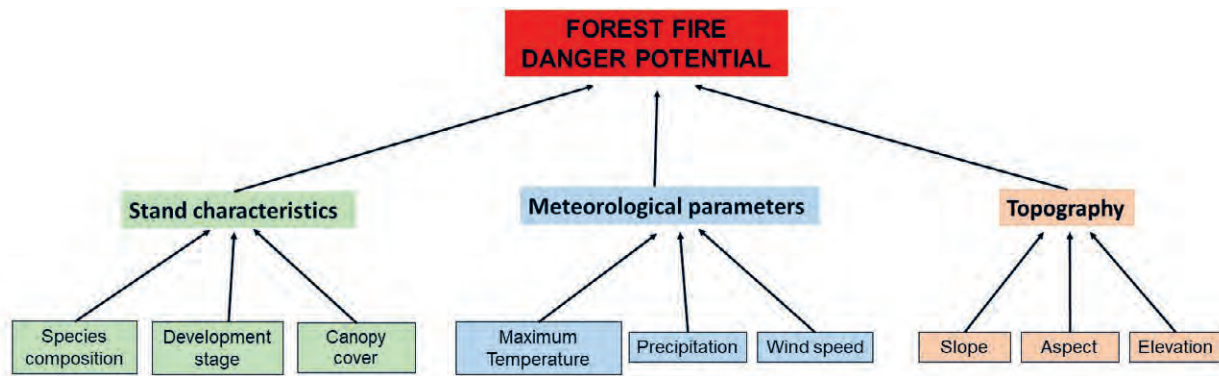 FOREST FIRE
DANGER POTENTIAL
Stand characteristics
Meteorological parameters
Topography
Species
composition
Development
stage
Canopy
cover
Maximum
Temperature
Precipitation
Wind speed
Slope
Aspect
Elevation